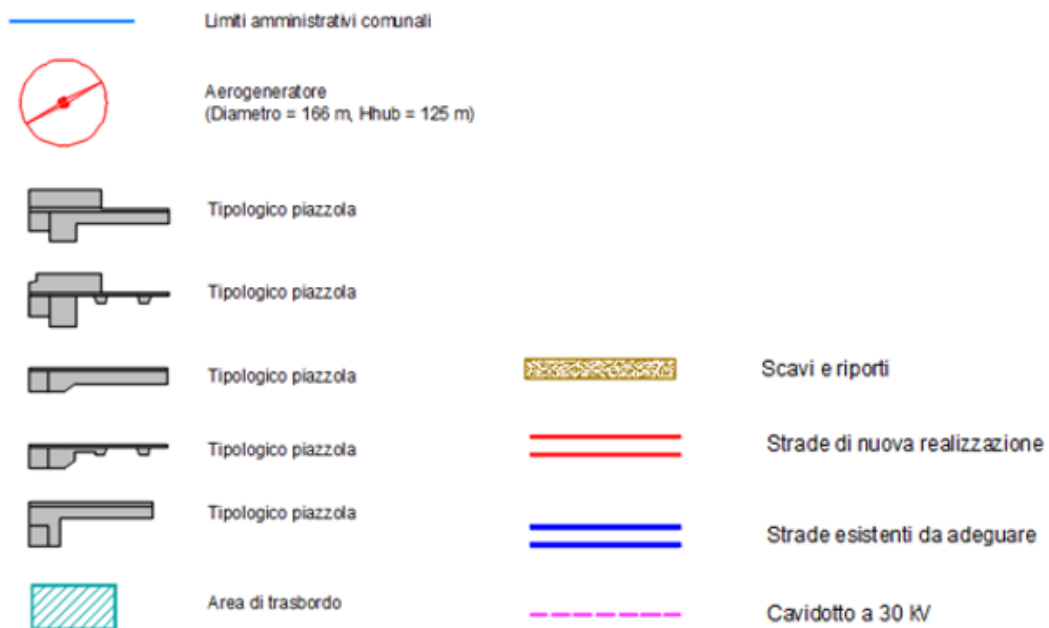 Limiti amministrativi comunali
Aerogeneratore
(Diametro = 166 m, Hhub = 125 m)
Tipologico piazzola
Tipologico piazzola
Tipologico piazzola
Tipologico piazzola
Tipologico piazzola
Area di trasbordo
Scavi e riporti
Strade di nuova realizzazione
Strade esistenti da adeguare
Cavidotto a 30 kV